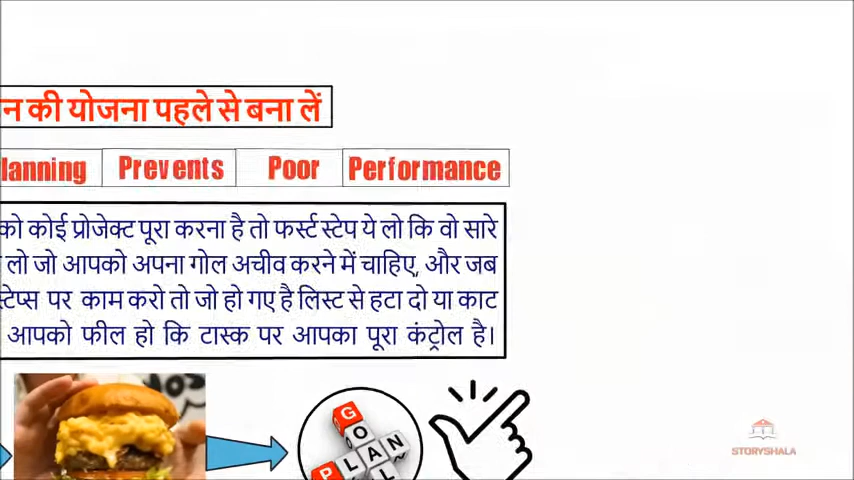 न की योजना पहले से बना लें
lanning Prevents Poor Performance
को कोई प्रोजेक्ट पूरा करना है तो फर्स्ट स्टेप ये लो कि वो सारे
लो जो आपको अपना गोल अचीव करने में चाहिए, और जब
स्टेप्स पर काम करो तो जो हो गए है लिस्ट से हटा दो या काट
आपको फील हो कि टास्क पर आपका पूरा कंट्रोल है।
GOAL
PLAN
STORYSHALA